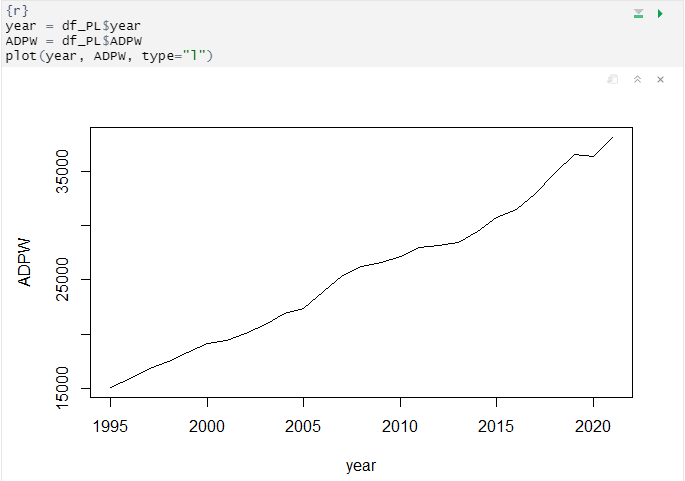 {r}
year = df_PL$year
ADPW = df_PL$ADPW
plot(year, ADPW, type="l")
ADPW
35000
25000
15000
1995 2000 2005 2010 2015 2020
year